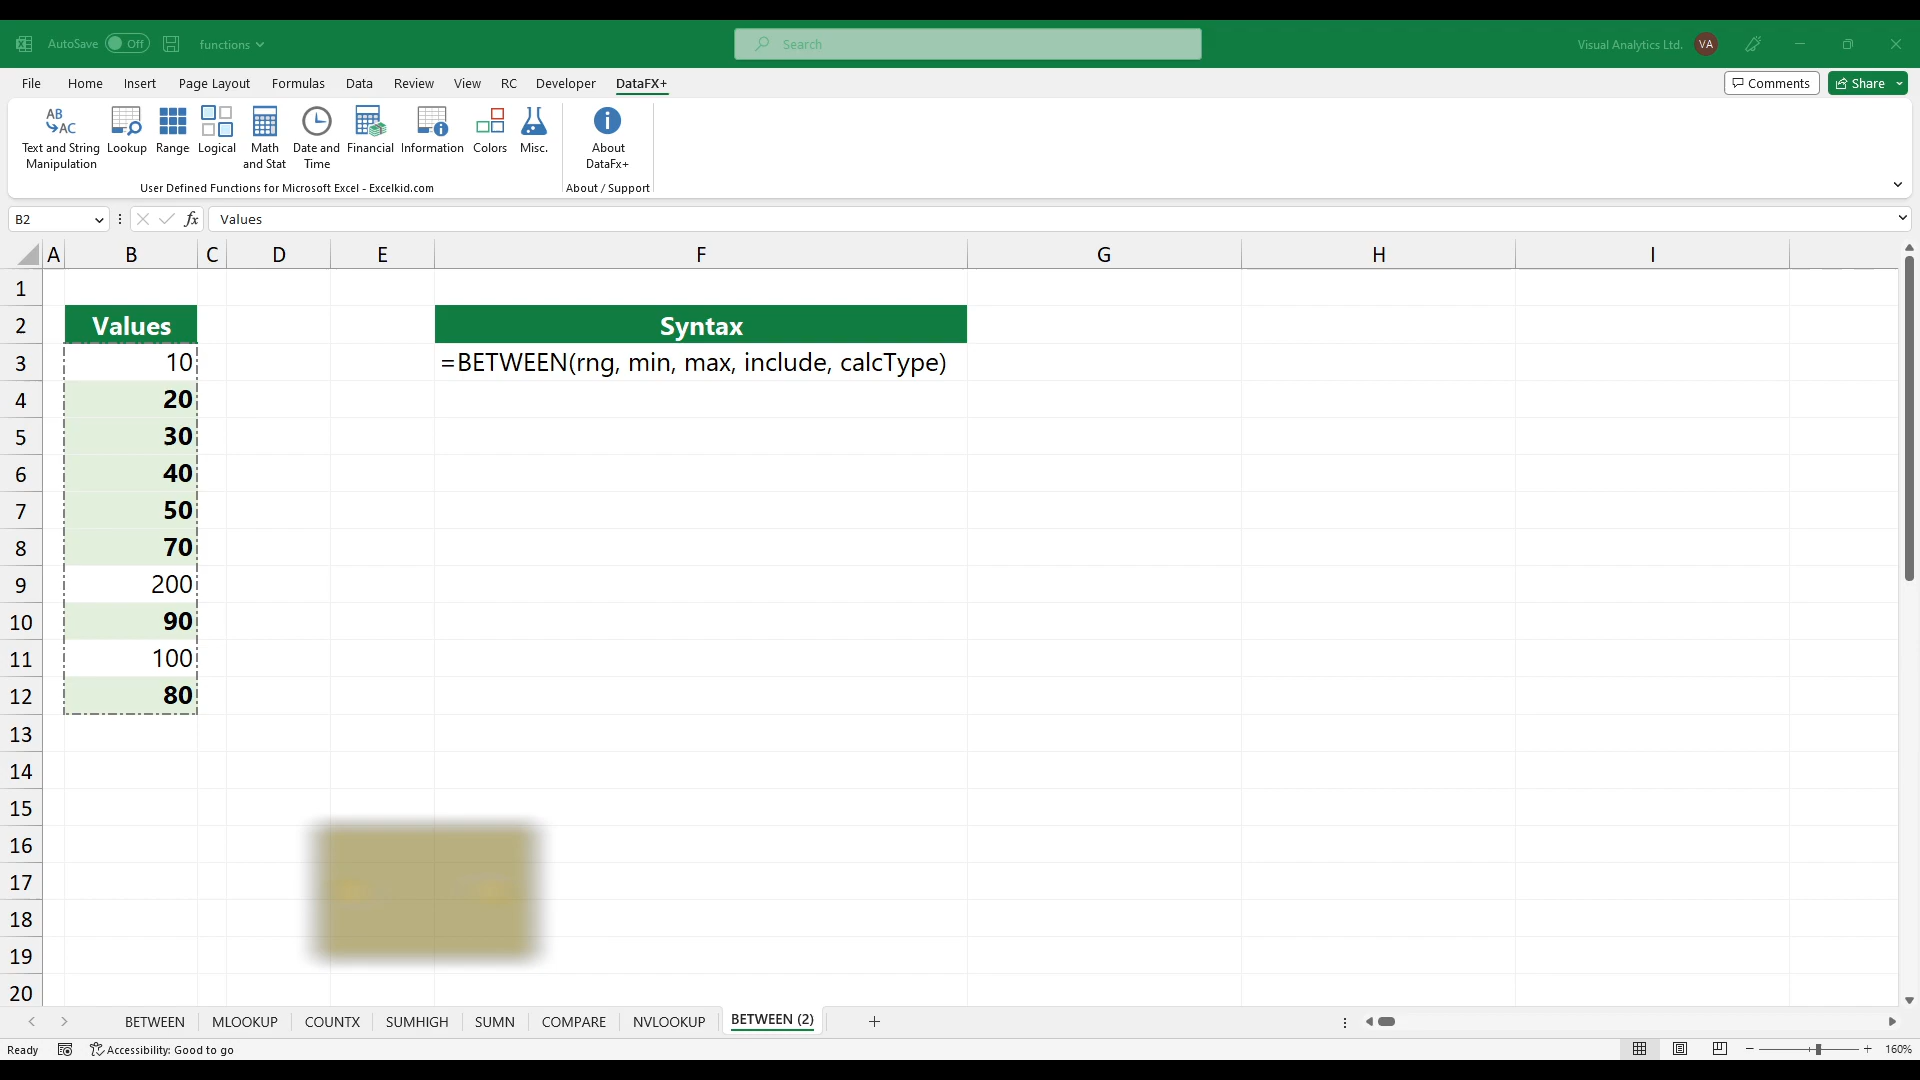 AutoSave Off functions Search Visual Analytics Ltd. VA
File Home Insert Page Layout Formulas Data Review View RC Developer DataFX+ Comments Share
AB
AC
Text and String Manipulation Lookup Range Logical Math and Stat Date and Time Financial Information Colors Misc. About DataFx+
User Defined Functions for Microsoft Excel - Excelkid.com About / Support
B2 fx Values
A B C D E F G H I
1
2 Values Syntax
3 10 =BETWEEN(rng, min, max, include, calcType)
4 20
5 30
6 40
7 50
8 70
9 200
10 90
11 100
12 80
13
14
15
16
17
18
19
20
BETWEEN MLOOKUP COUNTX SUMHIGH SUMN COMPARE NVLOOKUP BETWEEN (2)
Ready Accessibility: Good to go 160%